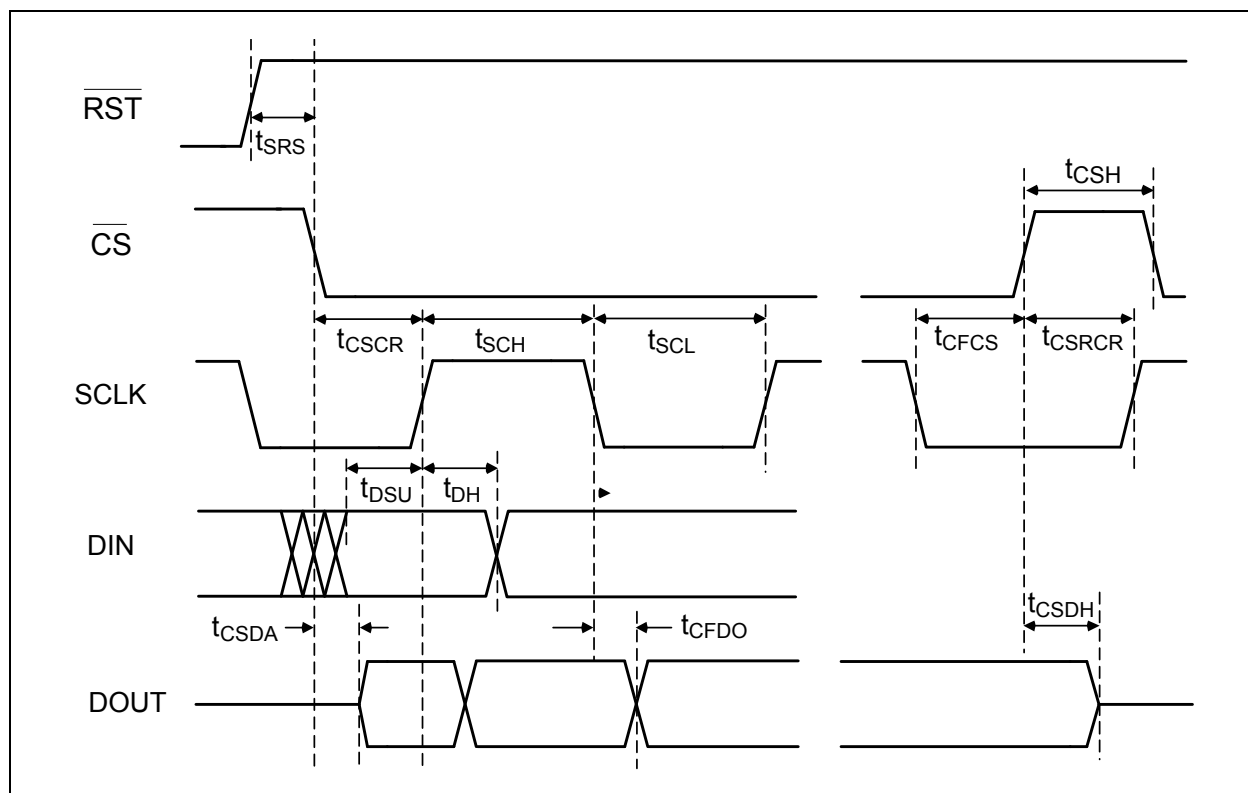 RST
tSRS
tCSH
CS
tCSCR
tSCH
tSCL
tCFCS
tCSRCR
SCLK
tDSU
tDH
DIN
tCSDA
tCFDO
tCSDH
DOUT